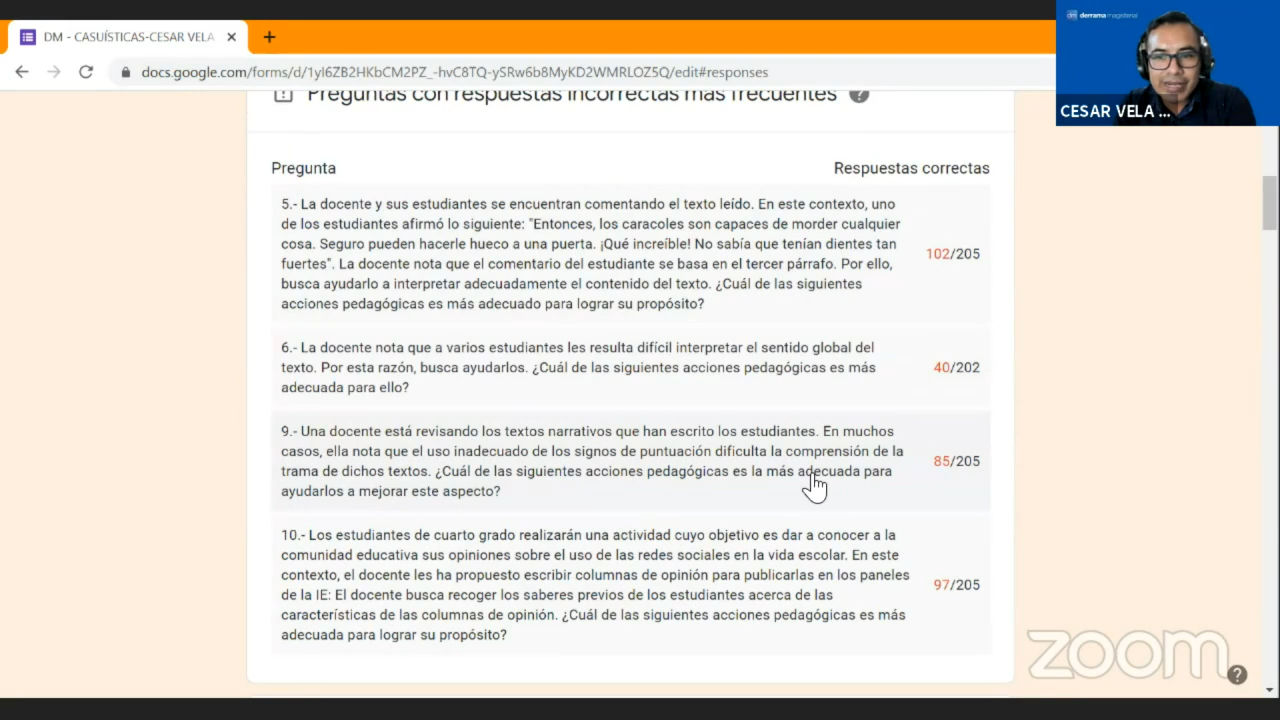 DM - CASUÍSTICAS-CESAR VELA
docs.google.com/forms/d/1yI6ZB2HKbCM2PZ_-hvC8TQ-ySRw6b8MyKD2WMRLOZ5Q/edit#responses
dm derrama magisterial
CESAR VELA ...
Preguntas con respuestas incorrectas más frecuentes
Pregunta
Respuestas correctas
5.- La docente y sus estudiantes se encuentran comentando el texto leído. En este contexto, uno
de los estudiantes afirmó lo siguiente: "Entonces, los caracoles son capaces de morder cualquier
cosa. Seguro pueden hacerle hueco a una puerta. ¡Qué increíble! No sabía que tenían dientes tan
fuertes". La docente nota que el comentario del estudiante se basa en el tercer párrafo. Por ello,
busca ayudarlo a interpretar adecuadamente el contenido del texto. ¿Cuál de las siguientes
acciones pedagógicas es más adecuado para lograr su propósito?
102/205
6.- La docente nota que a varios estudiantes les resulta difícil interpretar el sentido global del
texto. Por esta razón, busca ayudarlos. ¿Cuál de las siguientes acciones pedagógicas es más
adecuada para ello?
40/202
9.- Una docente está revisando los textos narrativos que han escrito los estudiantes. En muchos
casos, ella nota que el uso inadecuado de los signos de puntuación dificulta la comprensión de la
trama de dichos textos. ¿Cuál de las siguientes acciones pedagógicas es la más adecuada para
ayudarlos a mejorar este aspecto?
85/205
10.- Los estudiantes de cuarto grado realizarán una actividad cuyo objetivo es dar a conocer a la
comunidad educativa sus opiniones sobre el uso de las redes sociales en la vida escolar. En este
contexto, el docente les ha propuesto escribir columnas de opinión para publicarlas en los paneles
de la IE: El docente busca recoger los saberes previos de los estudiantes acerca de las
características de las columnas de opinión. ¿Cuál de las siguientes acciones pedagógicas es más
adecuada para lograr su propósito?
97/205
zoom